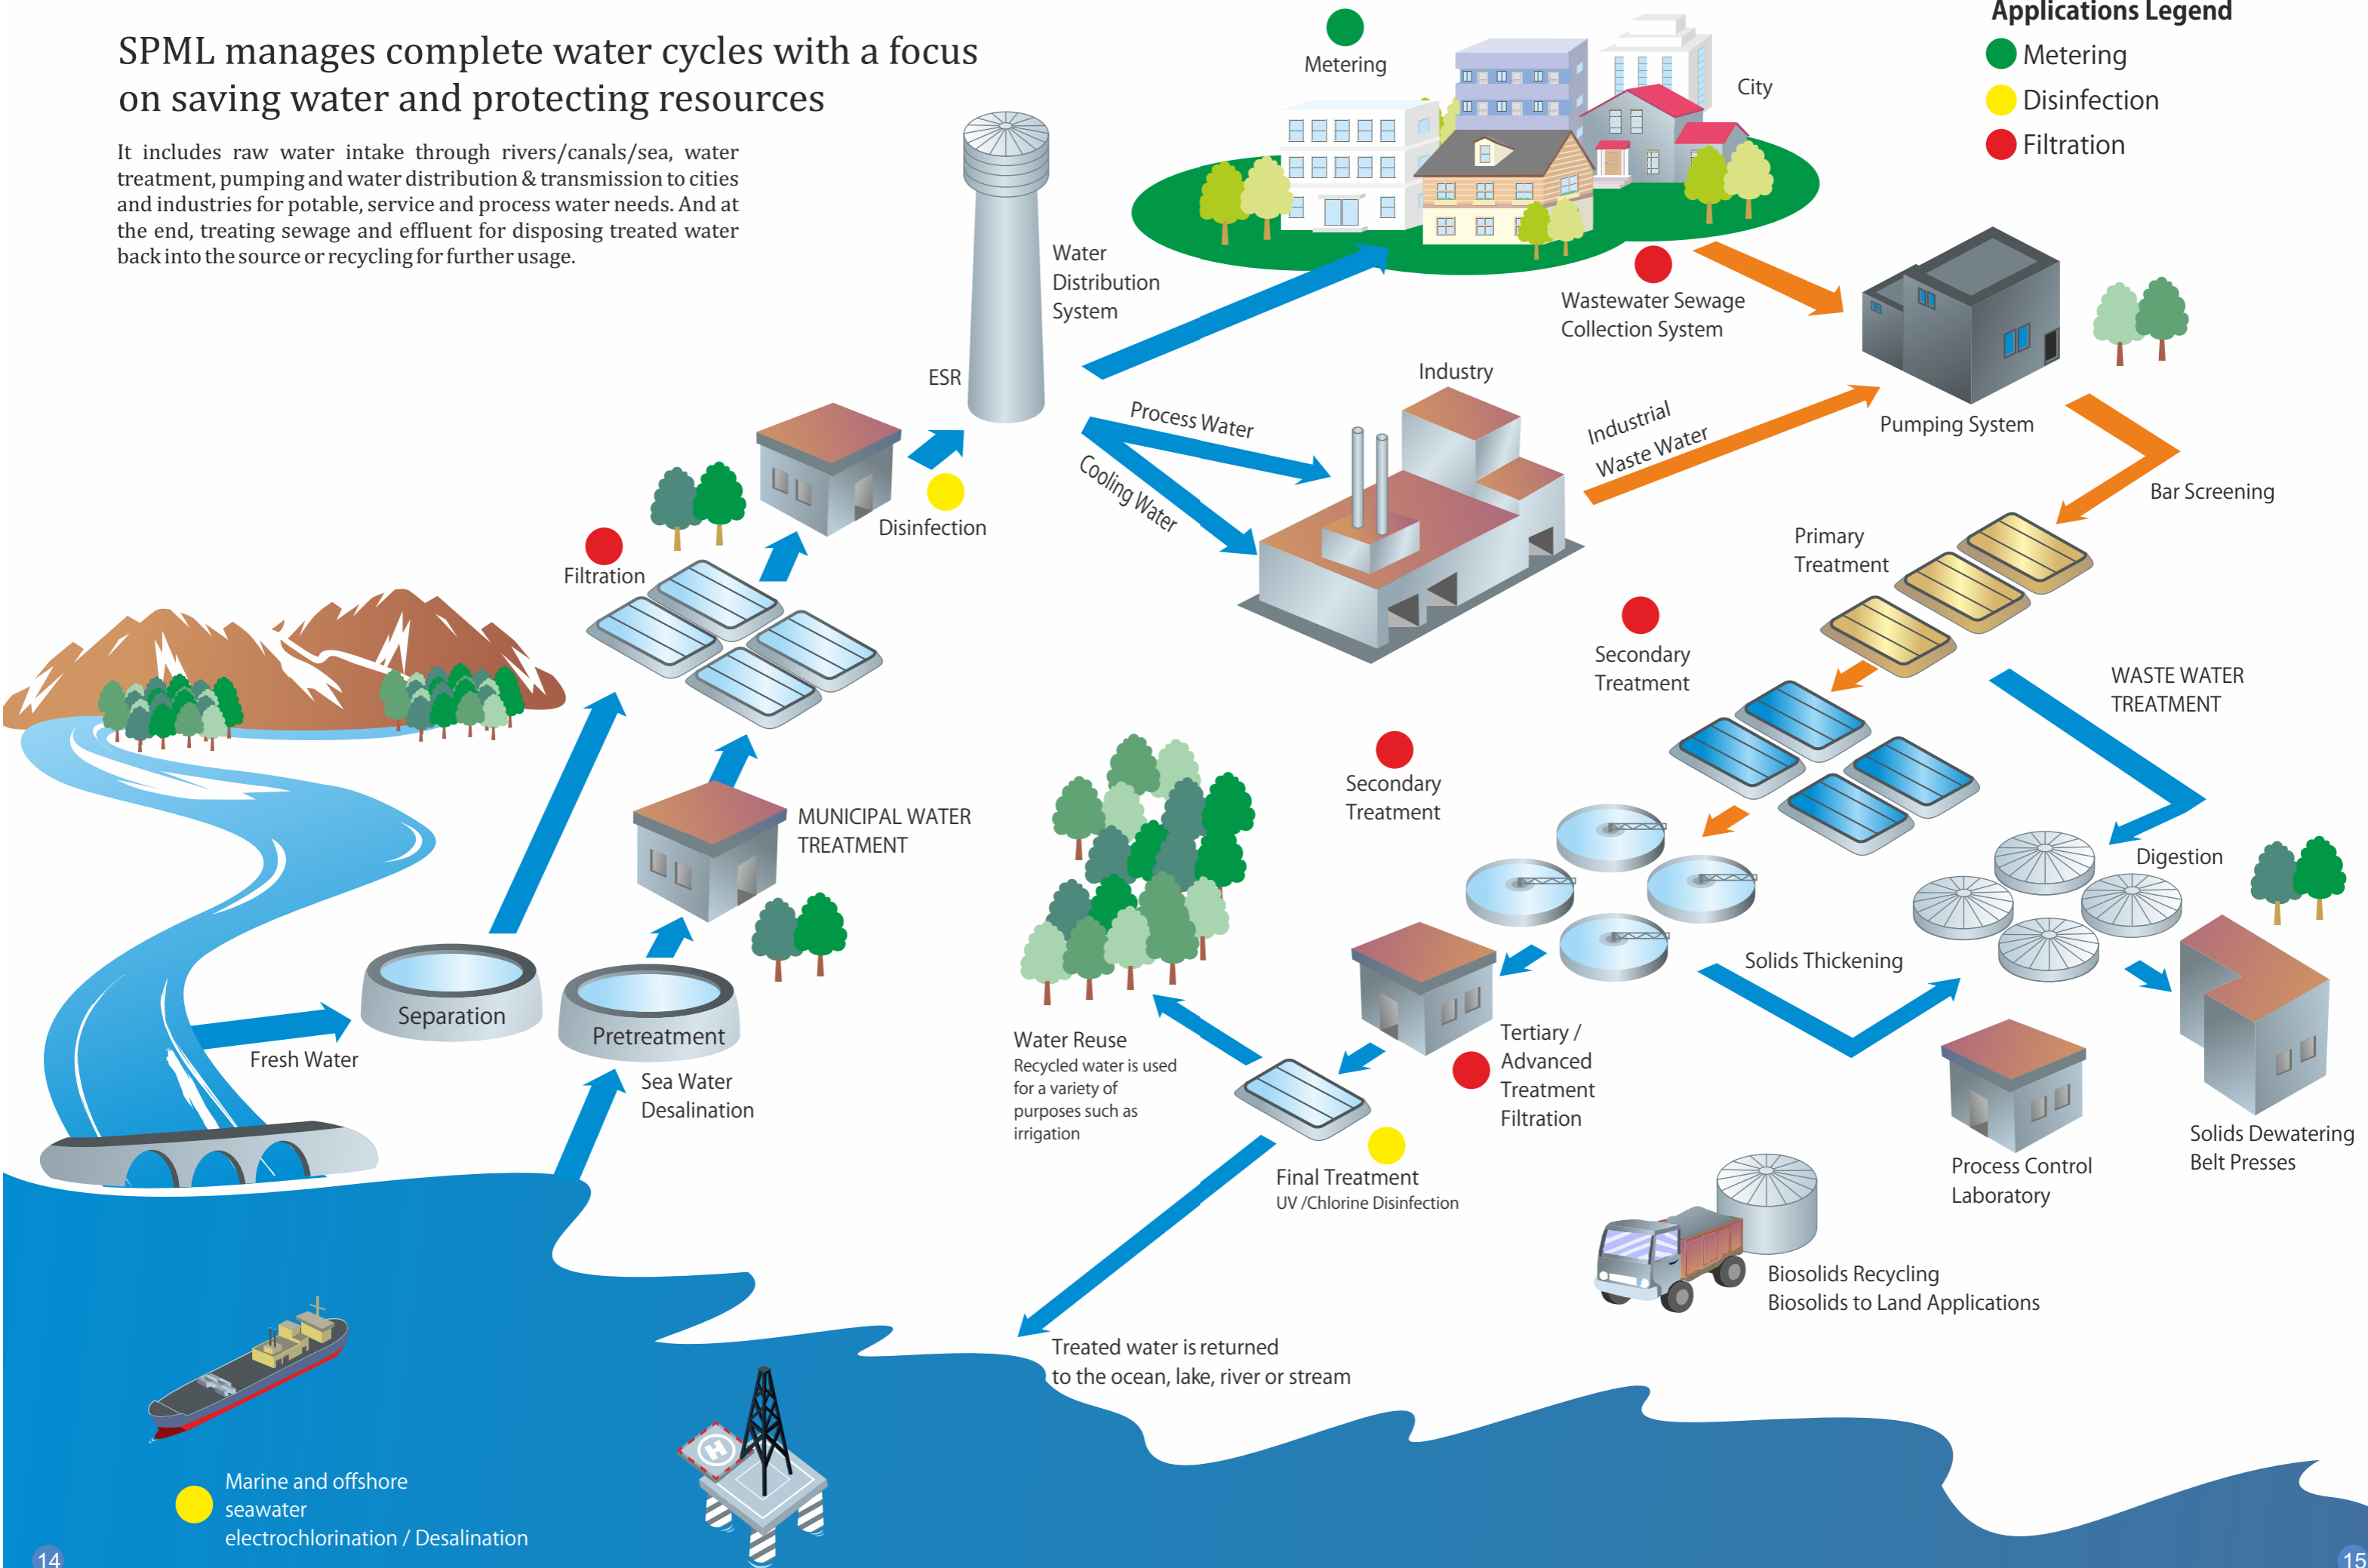 SPML manages complete water cycles with a focus
on saving water and protecting resources
It includes raw water intake through rivers/canals/sea, water
treatment, pumping and water distribution & transmission to cities
and industries for potable, service and process water needs. And at
the end, treating sewage and effluent for disposing treated water
back into the source or recycling for further usage.
Applications Legend
Metering
Disinfection
Filtration
Metering
City
Water
Distribution
System
ESR
Wastewater Sewage
Collection System
Industry
Process Water
Cooling Water
Industrial
Waste Water
Pumping System
Bar Screening
Disinfection
Filtration
Primary
Treatment
Secondary
Treatment
WASTE WATER
TREATMENT
Secondary
Treatment
MUNICIPAL WATER
TREATMENT
Digestion
Solids Thickening
Separation
Pretreatment
Fresh Water
Sea Water
Desalination
Water Reuse
Recycled water is used
for a variety of
purposes such as
irrigation
Tertiary /
Advanced
Treatment
Filtration
Final Treatment
UV /Chlorine Disinfection
Solids Dewatering
Belt Presses
Process Control
Laboratory
Biosolids Recycling
Biosolids to Land Applications
Treated water is returned
to the ocean, lake, river or stream
H
Marine and offshore
seawater
electrochlorination / Desalination
14
15